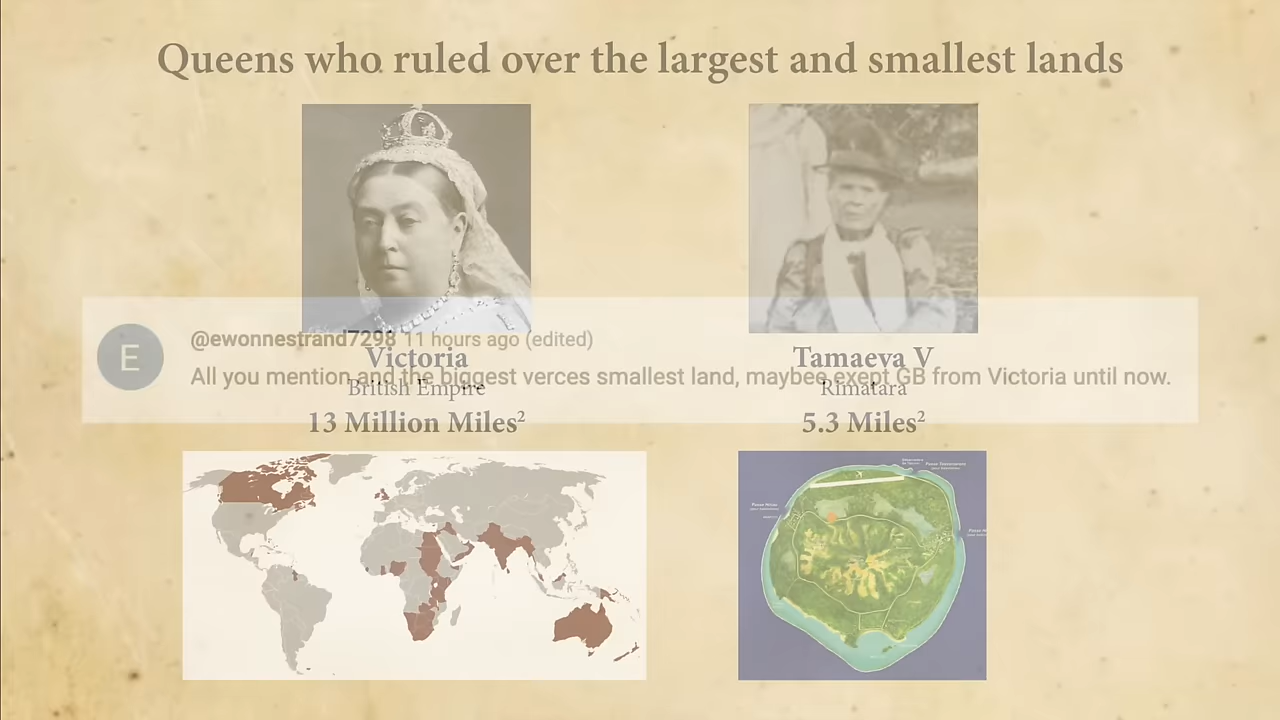 Queens who ruled over the largest and smallest lands
E
@ewonnestrand7298 11 hours ago (edited)
All you mention and the biggest verces smallest land, maybee exept GB from Victoria until now.
Victoria
British Empire
13 Million Miles²
Tamaeva V
Rimatara
5.3 Miles²